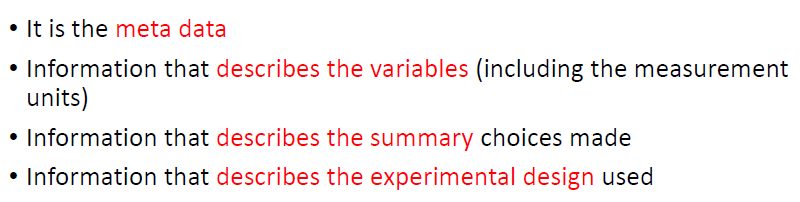 • It is the meta data
• Information that describes the variables (including the measurement
units)
• Information that describes the summary choices made
• Information that describes the experimental design used